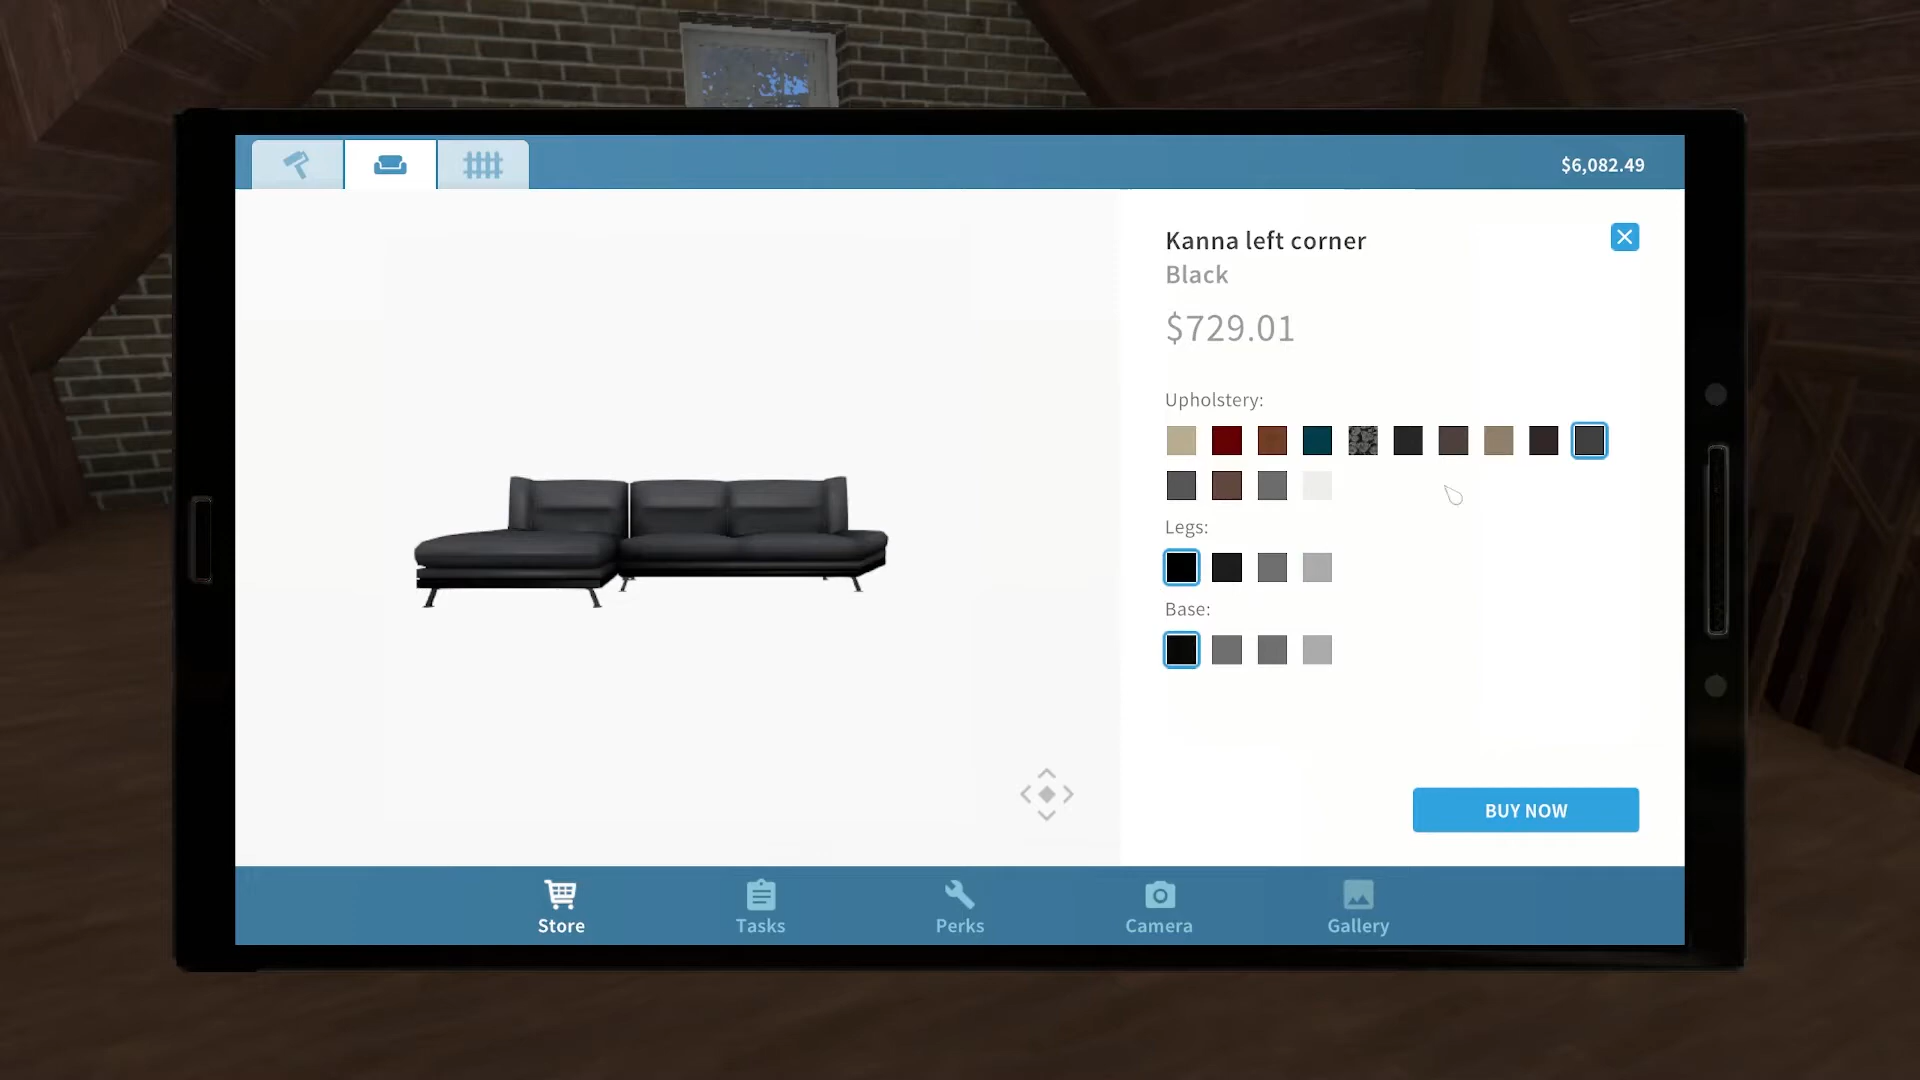 $6,082.49
Kanna left corner
Black
$729.01
Upholstery:
Legs:
Base:
BUY NOW
Store
Tasks
Perks
Camera
Gallery